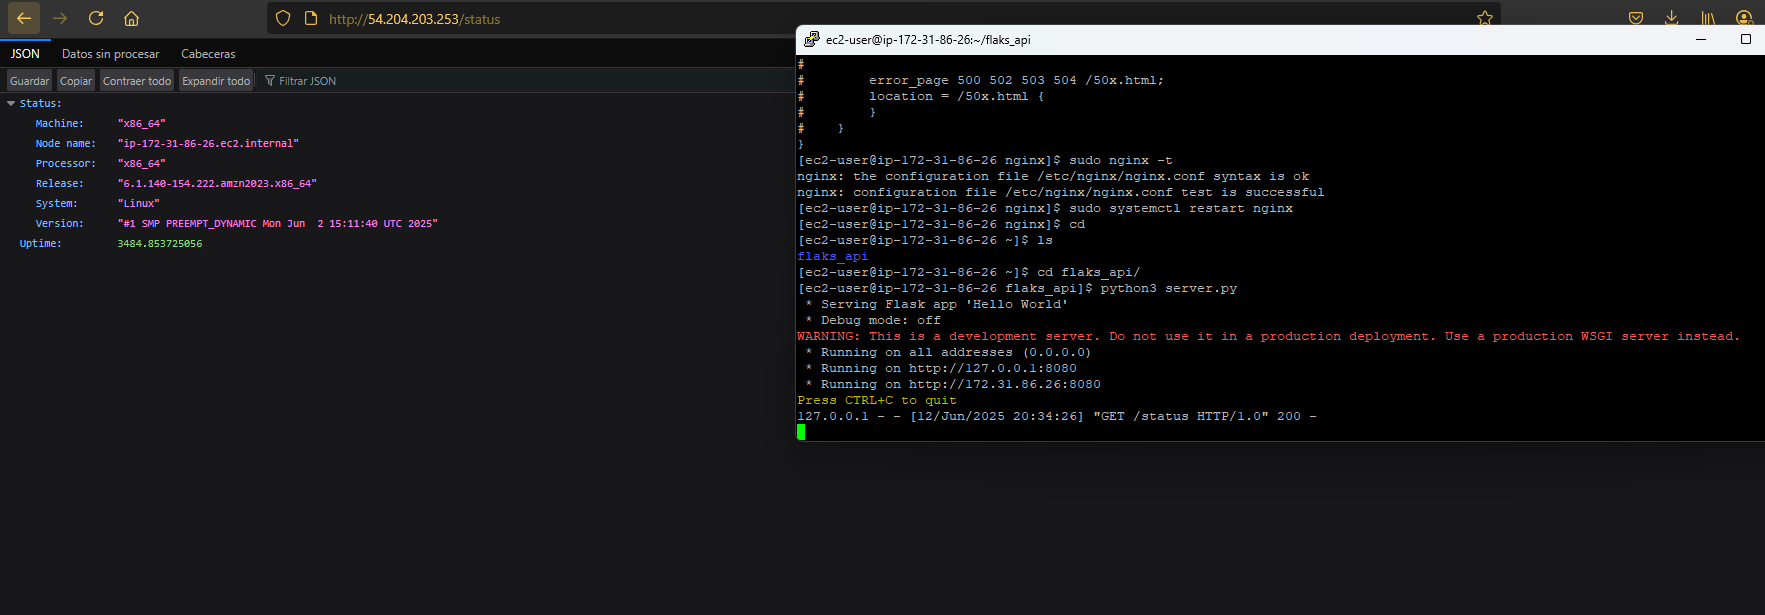 http://54.204.203.253/status
JSON Datos sin procesar Cabeceras
Guardar Copiar Contraer todo Expandir todo Filtrar JSON
Status:
Machine: "x86_64"
Node name: "ip-172-31-86-26.ec2.internal"
Processor: "x86_64"
Release: "6.1.140-154.222.amzn2023.x86_64"
System: "Linux"
Version: "#1 SMP PREEMPT_DYNAMIC Mon Jun  2 15:11:40 UTC 2025"
Uptime: 3484.853725056
ec2-user@ip-172-31-86-26:~/flaks_api
#
#        error_page 500 502 503 504 /50x.html;
#        location = /50x.html {
#        }
#    }
}
[ec2-user@ip-172-31-86-26 nginx]$ sudo nginx -t
nginx: the configuration file /etc/nginx/nginx.conf syntax is ok
nginx: configuration file /etc/nginx/nginx.conf test is successful
[ec2-user@ip-172-31-86-26 nginx]$ sudo systemctl restart nginx
[ec2-user@ip-172-31-86-26 nginx]$ cd
[ec2-user@ip-172-31-86-26 ~]$ ls
flaks_api
[ec2-user@ip-172-31-86-26 ~]$ cd flaks_api/
[ec2-user@ip-172-31-86-26 flaks_api]$ python3 server.py
 * Serving Flask app 'Hello World'
 * Debug mode: off
WARNING: This is a development server. Do not use it in a production deployment. Use a production WSGI server instead.
 * Running on all addresses (0.0.0.0)
 * Running on http://127.0.0.1:8080
 * Running on http://172.31.86.26:8080
Press CTRL+C to quit
127.0.0.1 - - [12/Jun/2025 20:34:26] "GET /status HTTP/1.0" 200 -